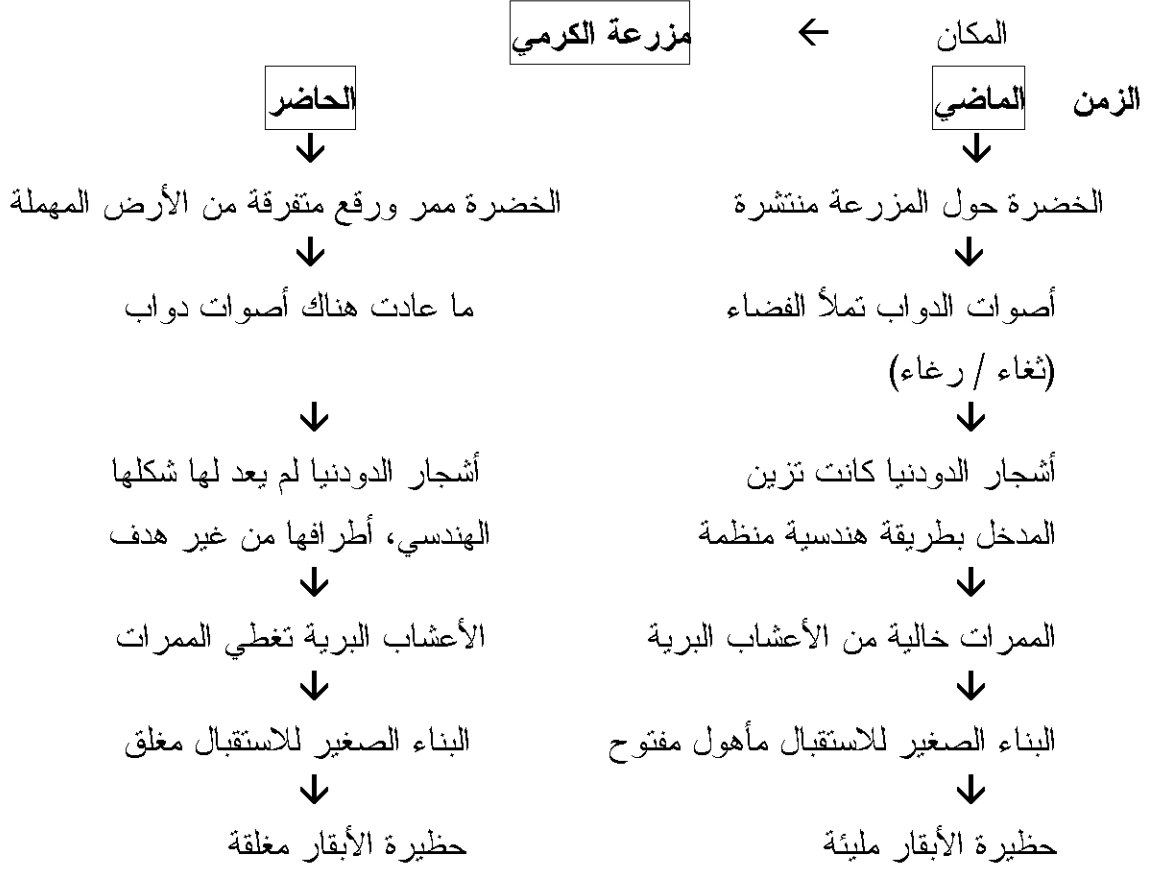 المكان ← مزرعة الكرمي
الزمن الماضي الحاضر
الخضرة حول المزرعة منتشرة الخضرة ممر ورقع متفرقة من الأرض المهملة
أصوات الدواب تملأ الفضاء ما عادت هناك أصوات دواب
(ثغاء / رغاء)
أشجار الدودنيا كانت تزين أشجار الدودنيا لم يعد لها شكلها
المدخل بطريقة هندسية منظمة الهندسي، أطرافها من غير هدف
الممرات خالية من الأعشاب البرية الأعشاب البرية تغطي الممرات
البناء الصغير للاستقبال مأهول مفتوح البناء الصغير للاستقبال مغلق
حظيرة الأبقار مليئة حظيرة الأبقار مغلقة